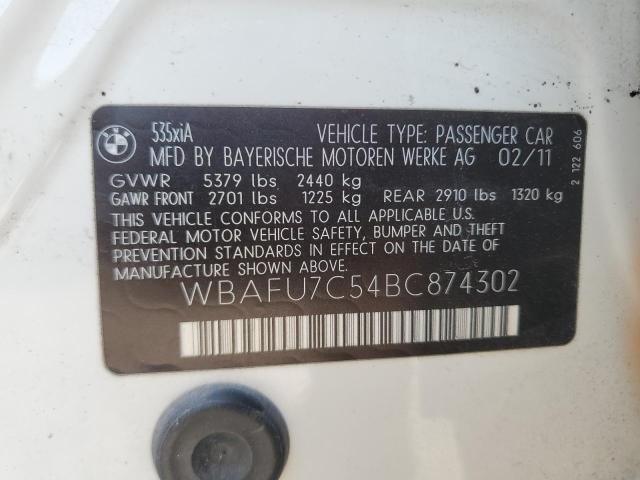 BMW
535xiA
VEHICLE TYPE: PASSENGER CAR
MFD BY BAYERISCHE MOTOREN WERKE AG 02/11
GVWR 5379 lbs 2440 kg
GAWR FRONT 2701 lbs 1225 kg REAR 2910 lbs 1320 kg
THIS VEHICLE CONFORMS TO ALL APPLICABLE U.S.
FEDERAL MOTOR VEHICLE SAFETY, BUMPER AND THEFT
PREVENTION STANDARDS IN EFFECT ON THE DATE OF
MANUFACTURE SHOWN ABOVE.
WBAFU7C54BC874302
2 122 606